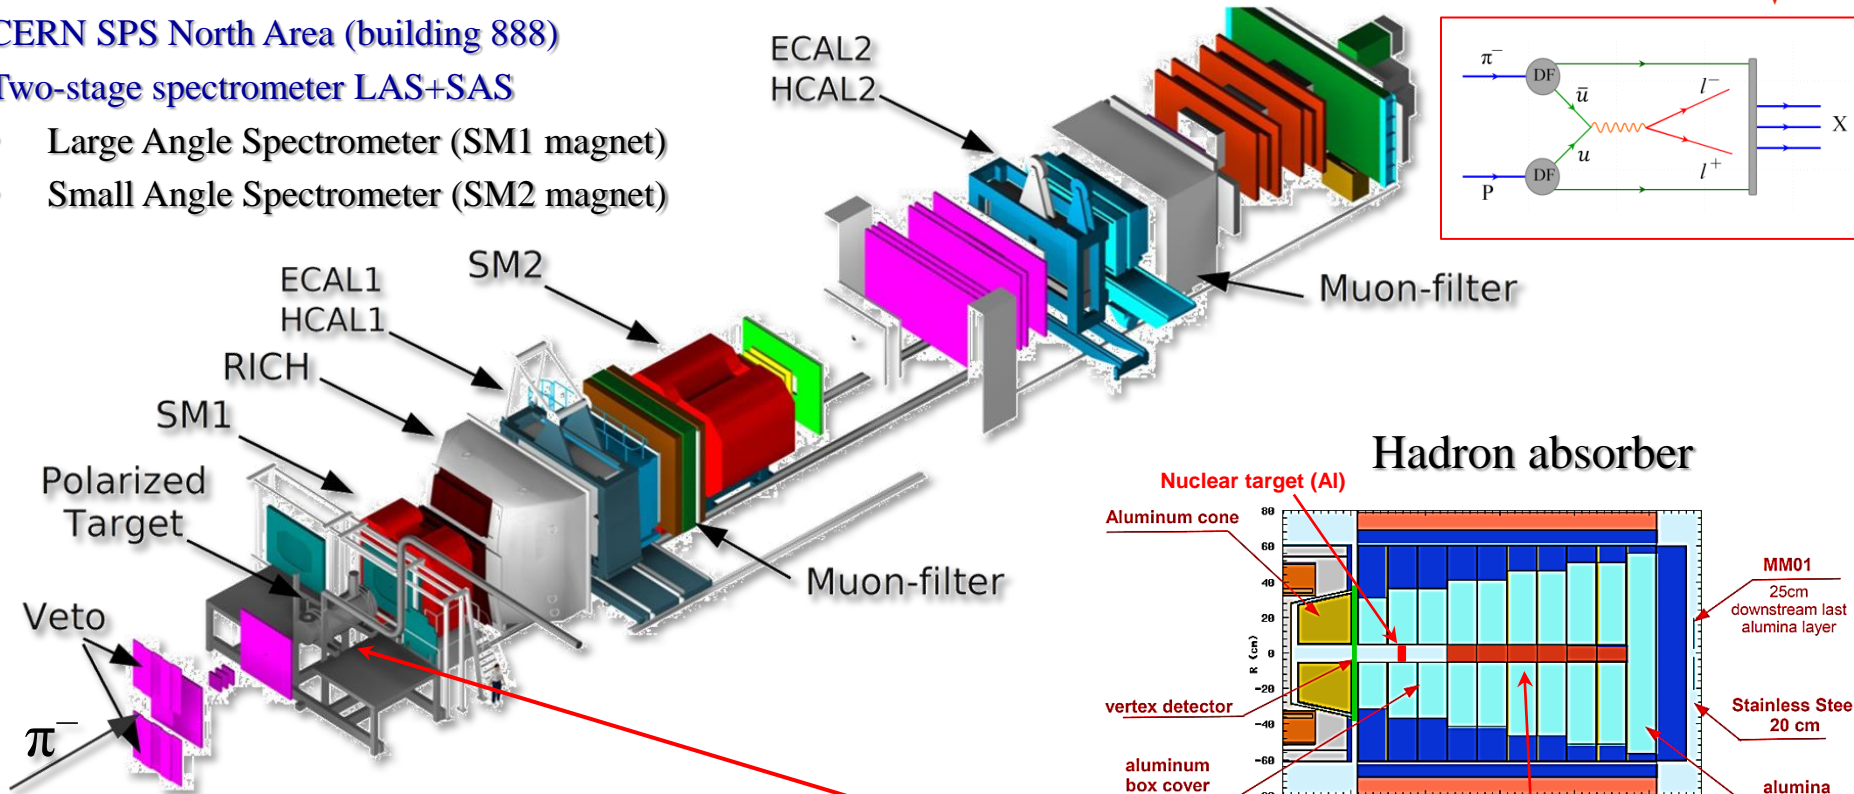 CERN SPS North Area (building 888)
Two-stage spectrometer LAS+SAS
Large Angle Spectrometer (SM1 magnet)
Small Angle Spectrometer (SM2 magnet)
ECAL2
HCAL2
π⁻
DF
ū
l⁻
X
u
l⁺
DF
P
SM2
ECAL1
HCAL1
Muon-filter
RICH
SM1
Polarized
Target
Muon-filter
Veto
π⁻
Hadron absorber
Nuclear target (Al)
Aluminum cone
80
60
40
20
0
-20
-40
-60
R (cm)
MM01
25cm
downstream last
alumina layer
vertex detector
Stainless Stee
20 cm
aluminum
box cover
alumina